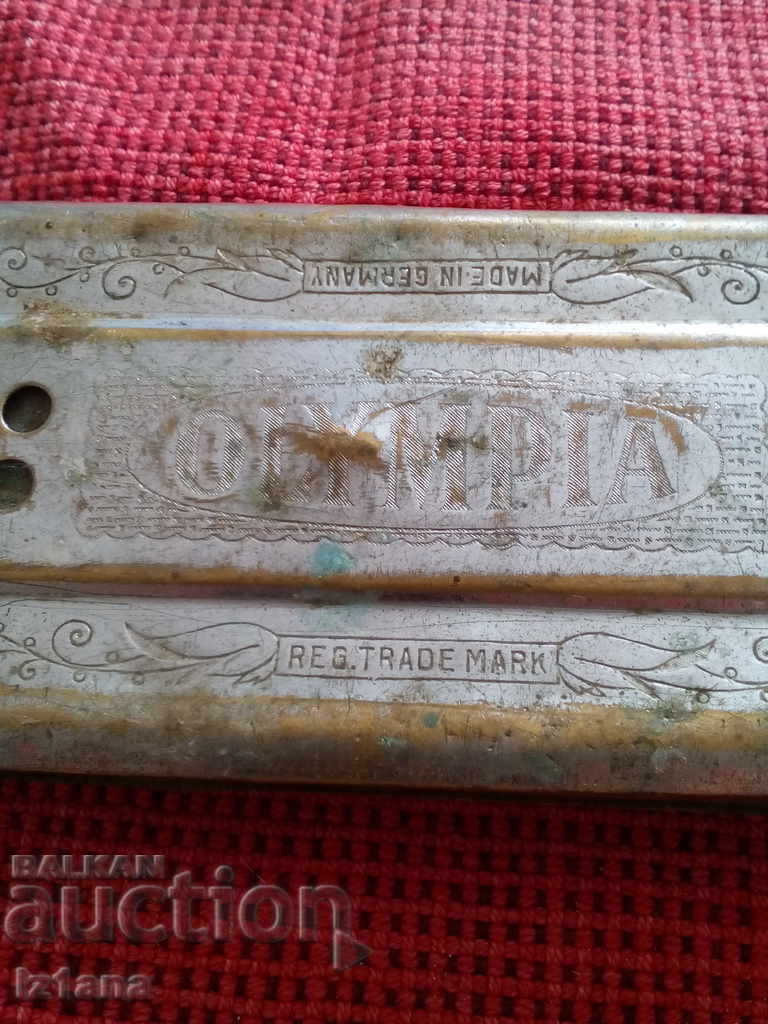 MADE IN GERMANY
OLYMPIA
REG. TRADE MARK
BALKAN
auction
Iz1ana